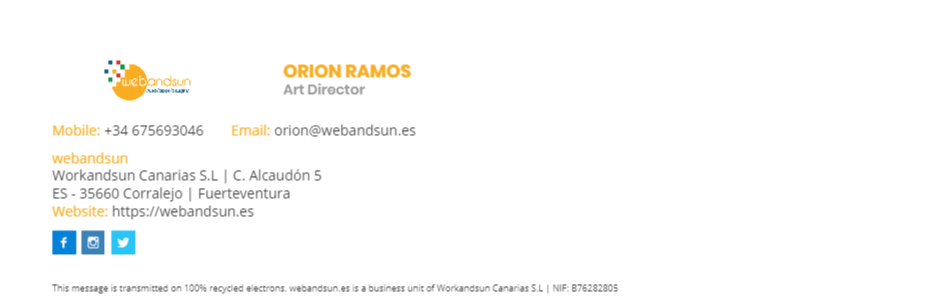 webandsun
ORION RAMOS
Art Director
Mobile: +34 675693046 Email: orion@webandsun.es
webandsun
Workandsun Canarias S.L | C. Alcaudón 5
ES - 35660 Corralejo | Fuerteventura
Website: https://webandsun.es
This message is transmitted on 100% recycled electrons. webandsun.es is a business unit of Workandsun Canarias S.L | NIF: B76282805